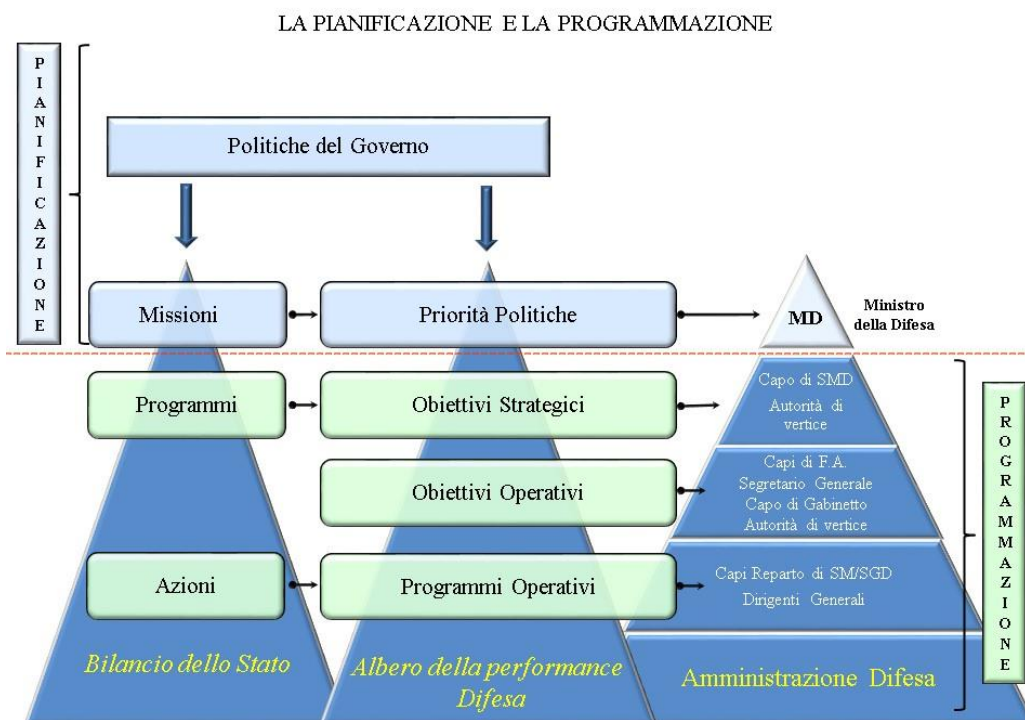 LA PIANIFICAZIONE E LA PROGRAMMAZIONE
PIANIFICAZIONE
Politiche del Governo
Missioni
Priorità Politiche
MD
Ministro
della Difesa
Programmi
Obiettivi Strategici
Capo di SMD
Autorità di
vertice
Obiettivi Operativi
Capi di F.A.
Segretario Generale
Capo di Gabinetto
Autorità di vertice
Azioni
Programmi Operativi
Capi Reparto di SM/SGD
Dirigenti Generali
PROGRAMMAZIONE
Bilancio dello Stato
Albero della performance
Difesa
Amministrazione Difesa